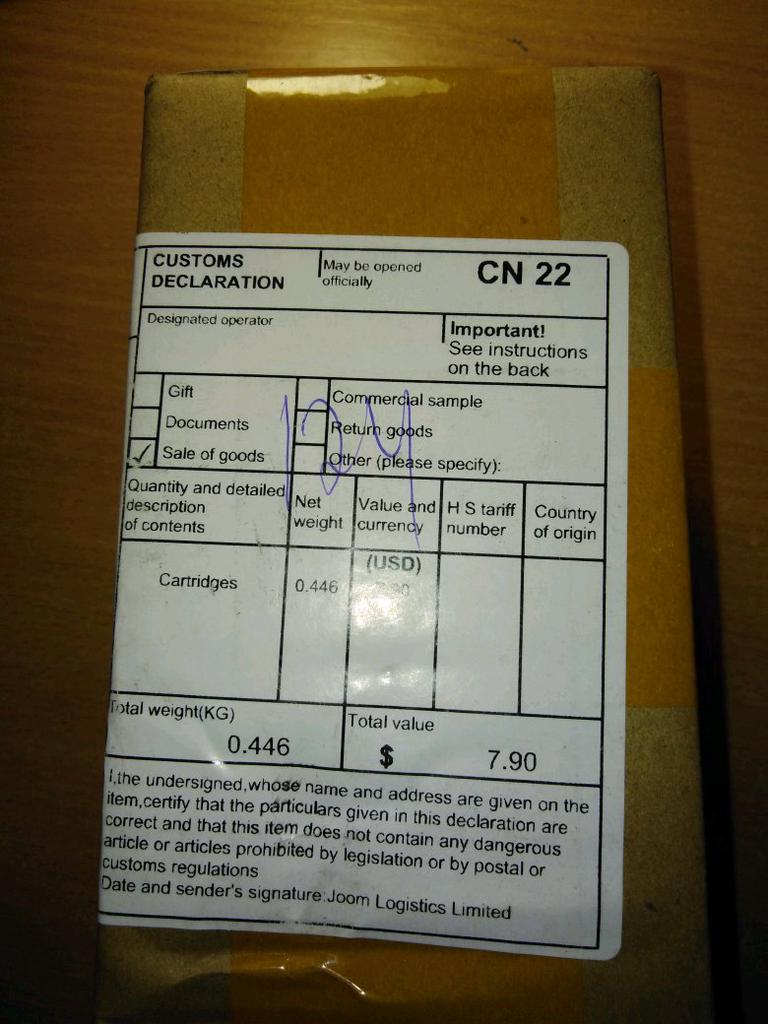 CUSTOMS
DECLARATION
May be opened
officially
CN 22
Designated operator
Important!
See instructions
on the back
Gift
Commercial sample
Documents
Return goods
✓ Sale of goods
Other (please specify):
Quantity and detailed
description
of contents
Net
weight
Value and
currency
H S tariff
number
Country
of origin
(USD)
Cartridges
0.446
7.90
Total weight(KG)
0.446
Total value
$ 7.90
I,the undersigned,whose name and address are given on the
item,certify that the particulars given in this declaration are
correct and that this item does not contain any dangerous
article or articles prohibited by legislation or by postal or
customs regulations
Date and sender's signature:Joom Logistics Limited